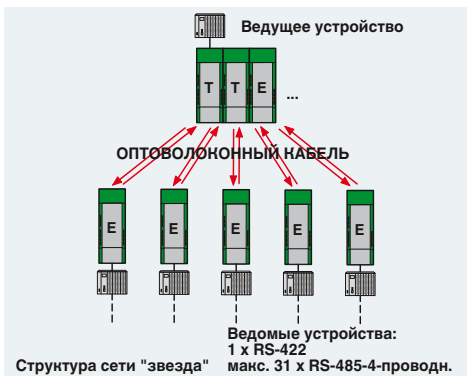 Ведущее устройство
T T E ...
ОПТОВОЛОКОННЫЙ КАБЕЛЬ
E E E E E
Ведомые устройства:
1 x RS-422
Структура сети "звезда" макс. 31 x RS-485-4-проводн.